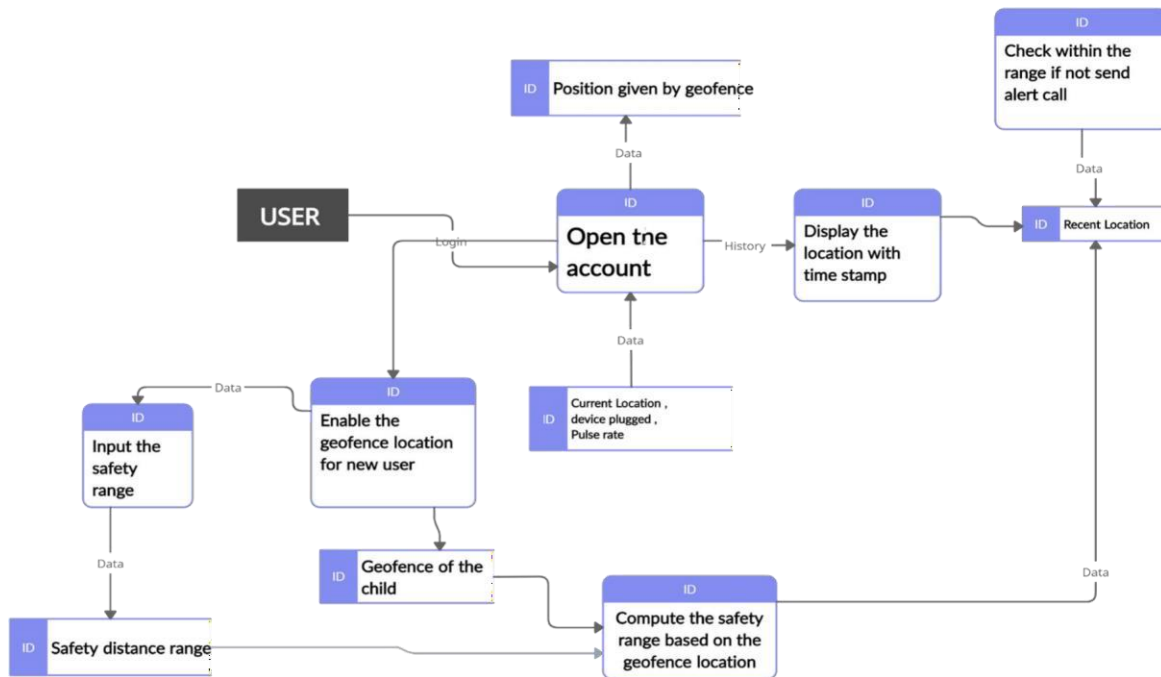 ID
Check within the
range if not send
alert call
ID
Position given by geofence
Data
Data
USER
ID
Open the
account
Login
History
ID
Display the
location with
time stamp
ID
Recent Location
Data
Data
ID
Enable the
geofence location
for new user
ID
Current Location ,
device plugged ,
Pulse rate
ID
Input the
safety
range
Data
ID
Geofence of the
child
Data
ID
Compute the safety
range based on the
geofence location
ID
Safety distance range